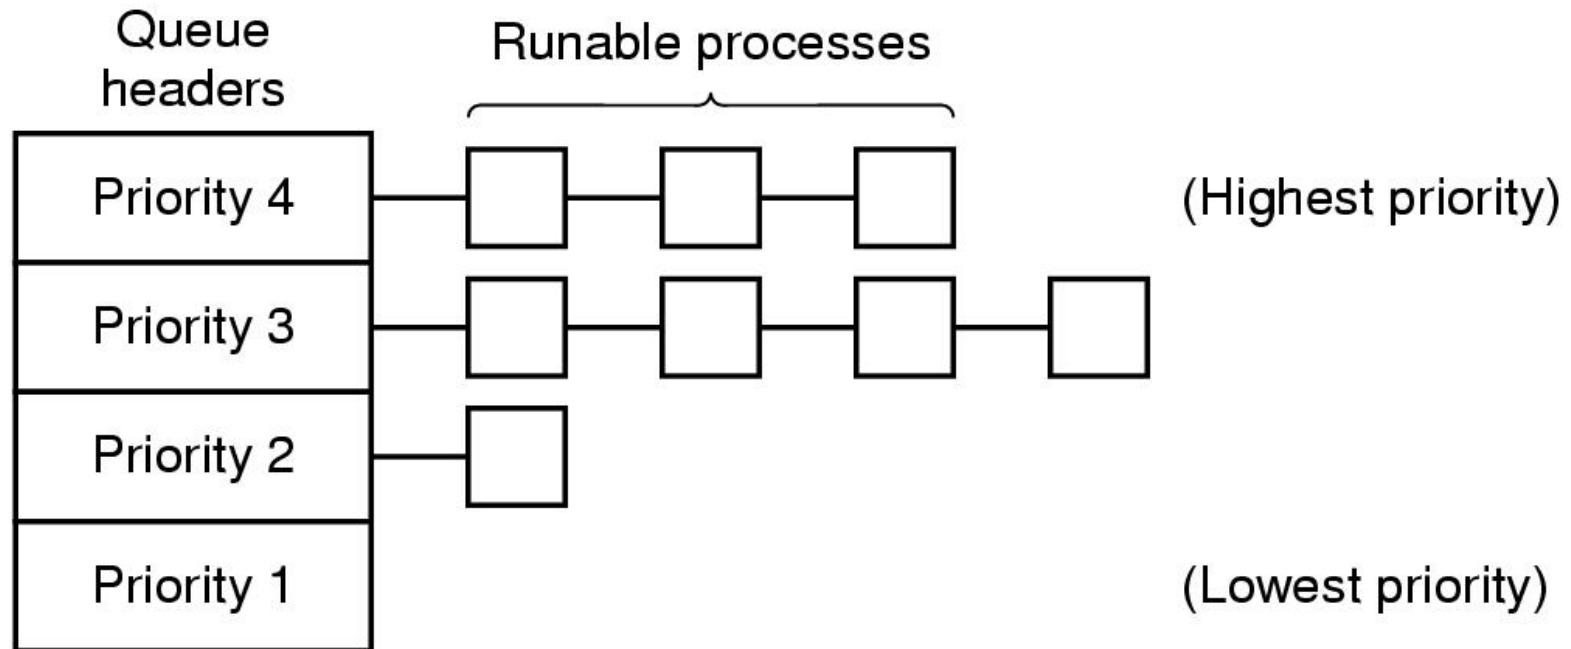 Queue
headers
Runable processes
Priority 4
(Highest priority)
Priority 3
Priority 2
Priority 1
(Lowest priority)